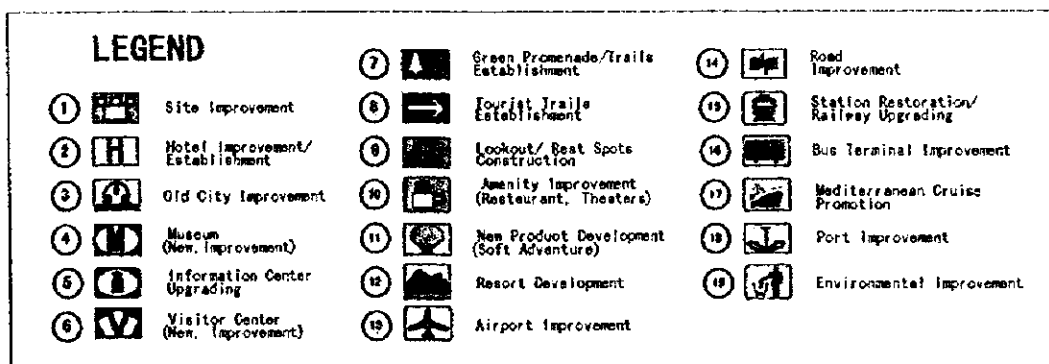 LEGEND
1 Site Improvement
2 H Hotel Improvement/
Establishment
3 Old City Improvement
4 M Museum
(New, Improvement)
5 Information Center
Upgrading
6 V Visitor Center
(New, Improvement)
7 Green Promenade/Trails
Establishment
8 Tourist Trails
Establishment
9 Lookout/ Rest Spots
Construction
10 Amenity Improvement
(Restaurant, Theaters)
11 New Product Development
(Soft Adventure)
12 Resort Development
13 Airport Improvement
14 Road
Improvement
15 Station Restoration/
Railway Upgrading
16 Bus Terminal Improvement
17 Mediterranean Cruise
Promotion
18 Port Improvement
19 Environmental Improvement